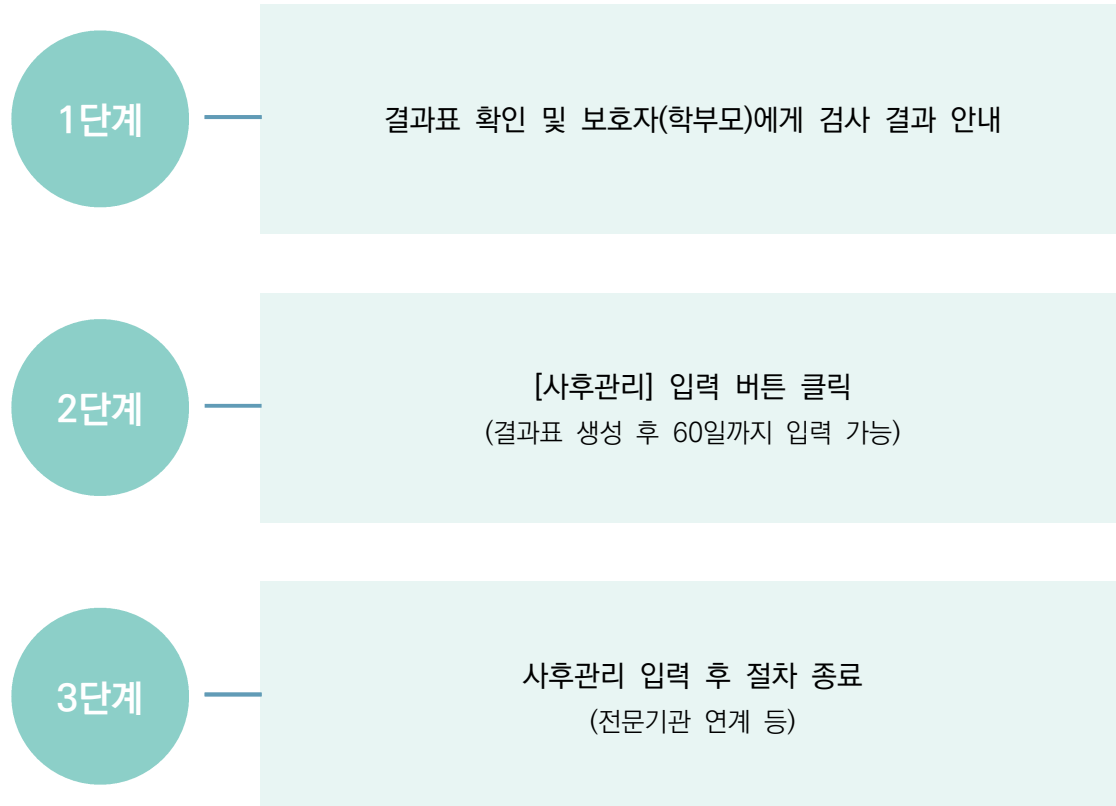 1단계
결과표 확인 및 보호자(학부모)에게 검사 결과 안내
2단계
[사후관리] 입력 버튼 클릭
(결과표 생성 후 60일까지 입력 가능)
3단계
사후관리 입력 후 절차 종료
(전문기관 연계 등)